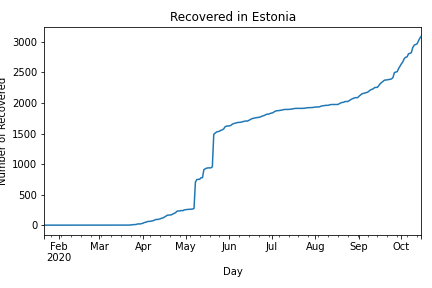 Recovered in Estonia
Number of Recovered
3000
2500
2000
1500
1000
500
0
Feb Mar Apr May Jun Jul Aug Sep Oct
2020
Day